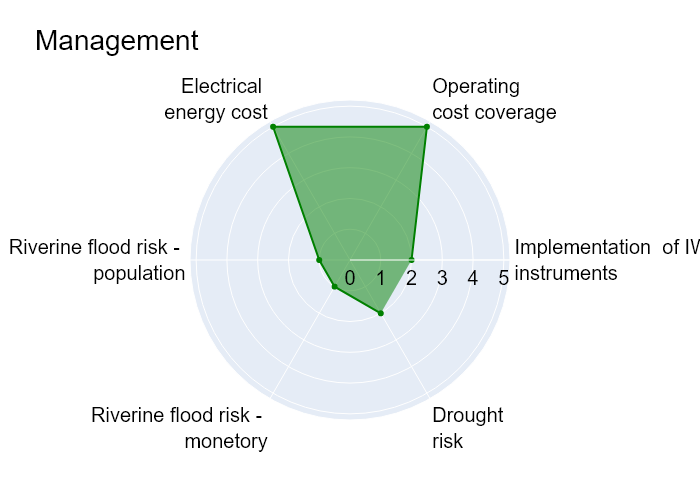 Management
Electrical
energy cost
Operating
cost coverage
Riverine flood risk -
population
Implementation  of
instruments
0 1 2 3 4 5
Riverine flood risk -
monetory
Drought
risk